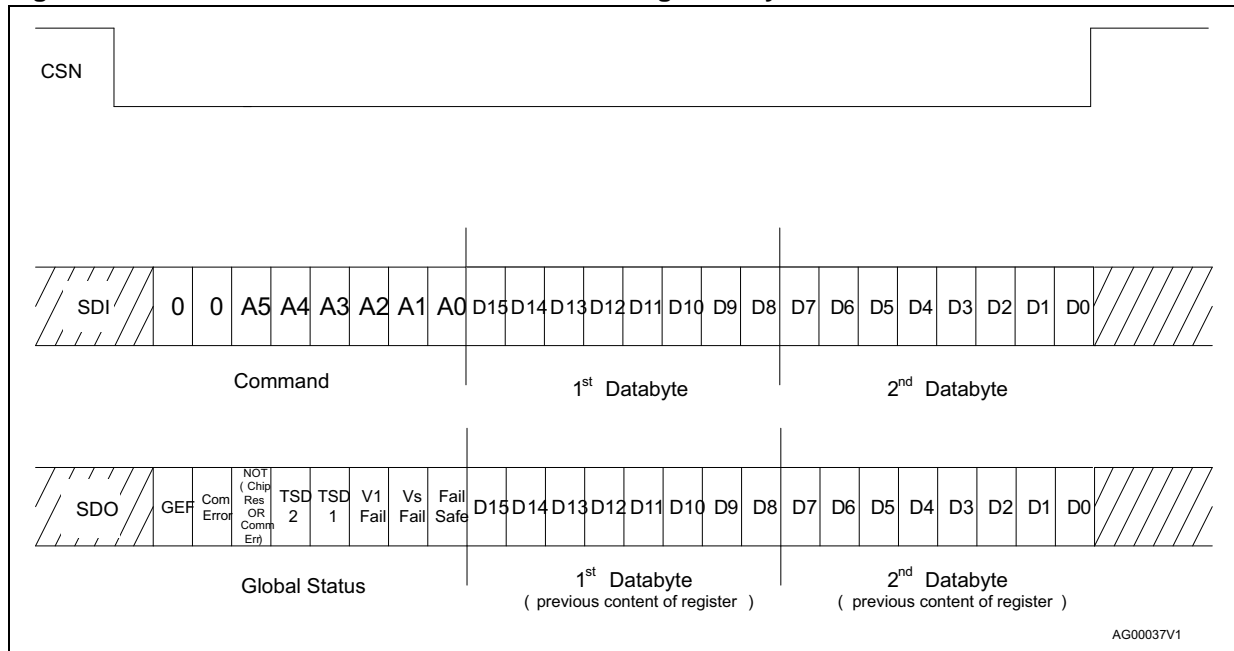 CSN
SDI 0 0 A5 A4 A3 A2 A1 A0 D15 D14 D13 D12 D11 D10 D9 D8 D7 D6 D5 D4 D3 D2 D1 D0
Command 1st Databyte 2nd Databyte
SDO GEF Com Error NOT ( Chip Res OR Comm Err) TSD 2 TSD 1 V1 Fail Vs Fail Fail Safe D15 D14 D13 D12 D11 D10 D9 D8 D7 D6 D5 D4 D3 D2 D1 D0
Global Status 1st Databyte 2nd Databyte
( previous content of register ) ( previous content of register )
AG00037V1